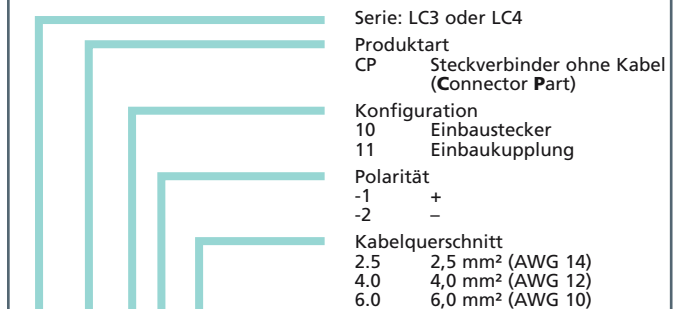 Serie: LC3 oder LC4
Produktart
CP Steckverbinder ohne Kabel
(Connector Part)
Konfiguration
10 Einbaustecker
11 Einbaukupplung
Polarität
-1 +
-2 –
Kabelquerschnitt
2.5 2,5 mm² (AWG 14)
4.0 4,0 mm² (AWG 12)
6.0 6,0 mm² (AWG 10)